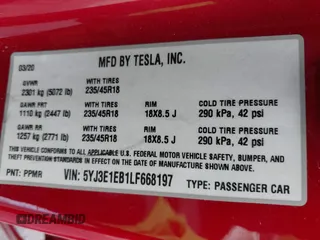 03/20 MFD BY TESLA, INC.
GVWR WITH TIRES
2301 kg (5072 lb) 235/45R18
GAWR FRT WITH TIRES RIM COLD TIRE PRESSURE
1110 kg (2447 lb) 235/45R18 18X8.5 J 290 kPa, 42 psi
GAWR RR WITH TIRES RIM COLD TIRE PRESSURE
1257 kg (2771 lb) 235/45R18 18X8.5 J 290 kPa, 42 psi
THIS VEHICLE CONFORMS TO ALL APPLICABLE U.S. FEDERAL MOTOR VEHICLE SAFETY, BUMPER, AND
THEFT PREVENTION STANDARDS IN EFFECT ON THE DATE OF MANUFACTURE SHOWN ABOVE.
PNT: PPMR VIN: 5YJ3E1EB1LF668197 TYPE: PASSENGER CAR
DREAMBID